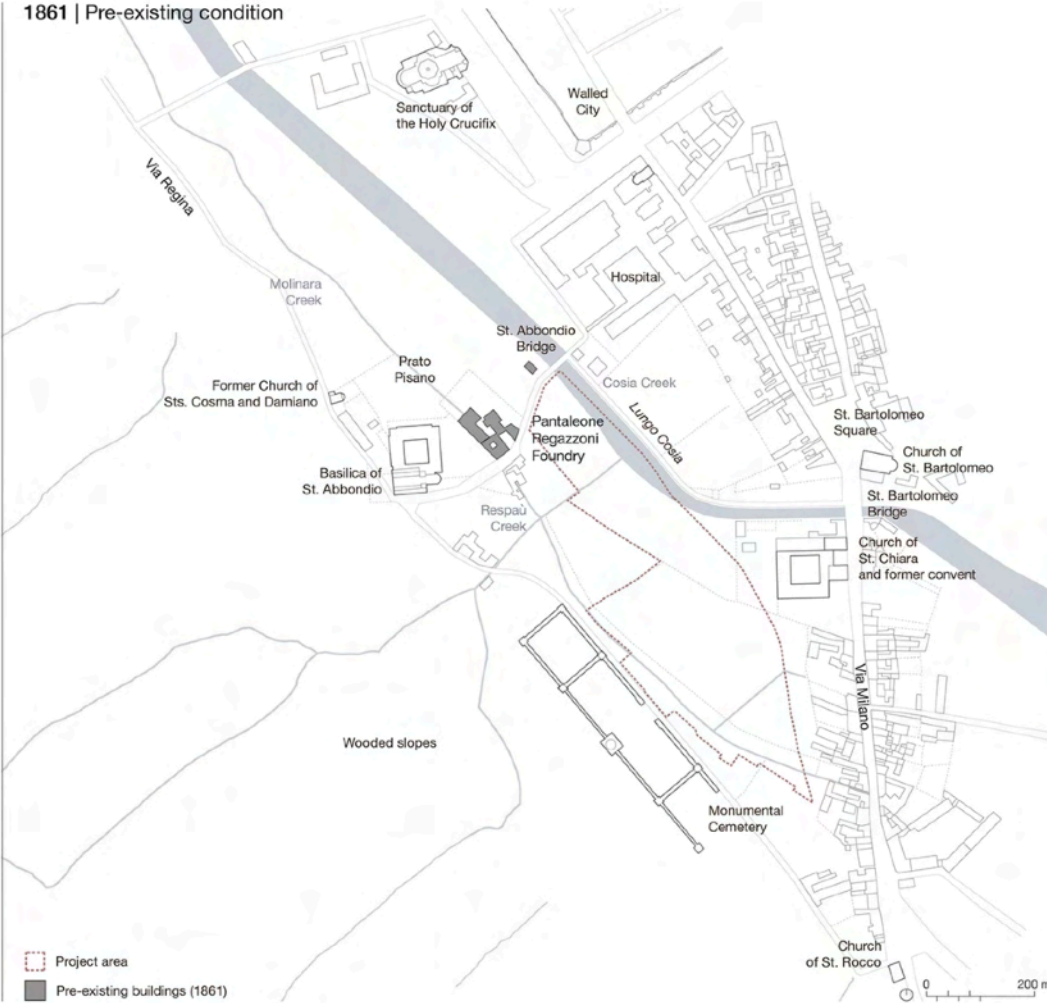 1861 | Pre-existing condition
Sanctuary of
the Holy Crucifix
Walled
City
Via Regina
Molinara
Creek
Hospital
St. Abbondio
Bridge
Prato
Pisano
Cosia Creek
Former Church of
Sts. Cosma and Damiano
Lungo Cosia
Pantaleone
Regazzoni
Foundry
St. Bartolomeo
Square
Church of
St. Bartolomeo
Basilica of
St. Abbondio
St. Bartolomeo
Bridge
Respaù
Creek
Church of
St. Chiara
and former convent
Via Milano
Wooded slopes
Monumental
Cemetery
Church
of St. Rocco
Project area
Pre-existing buildings (1861)
0 200 m